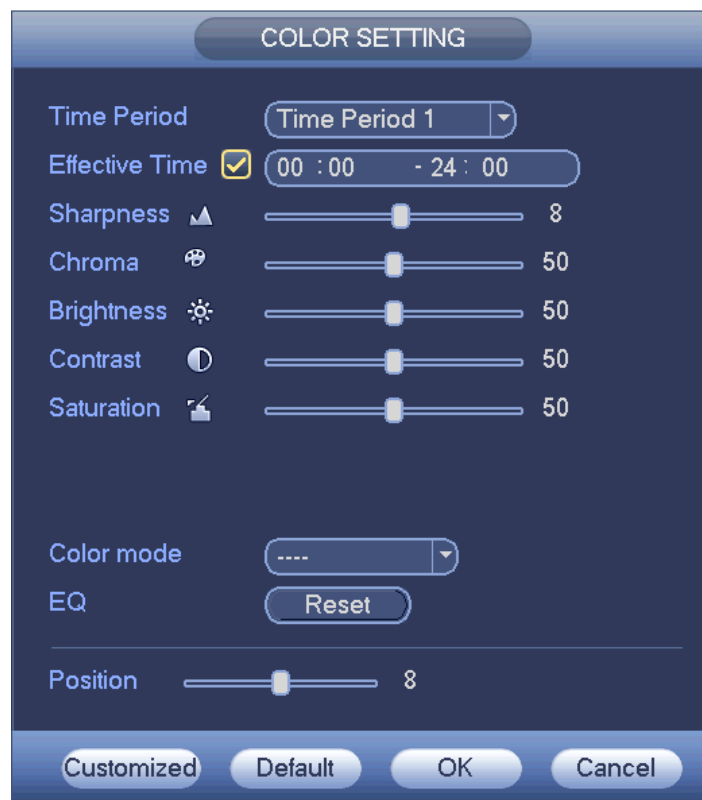 COLOR SETTING
Time Period Time Period 1
Effective Time 00 :00 - 24 : 00
Sharpness 8
Chroma 50
Brightness 50
Contrast 50
Saturation 50
Color mode ----
EQ Reset
Position 8
Customized Default OK Cancel